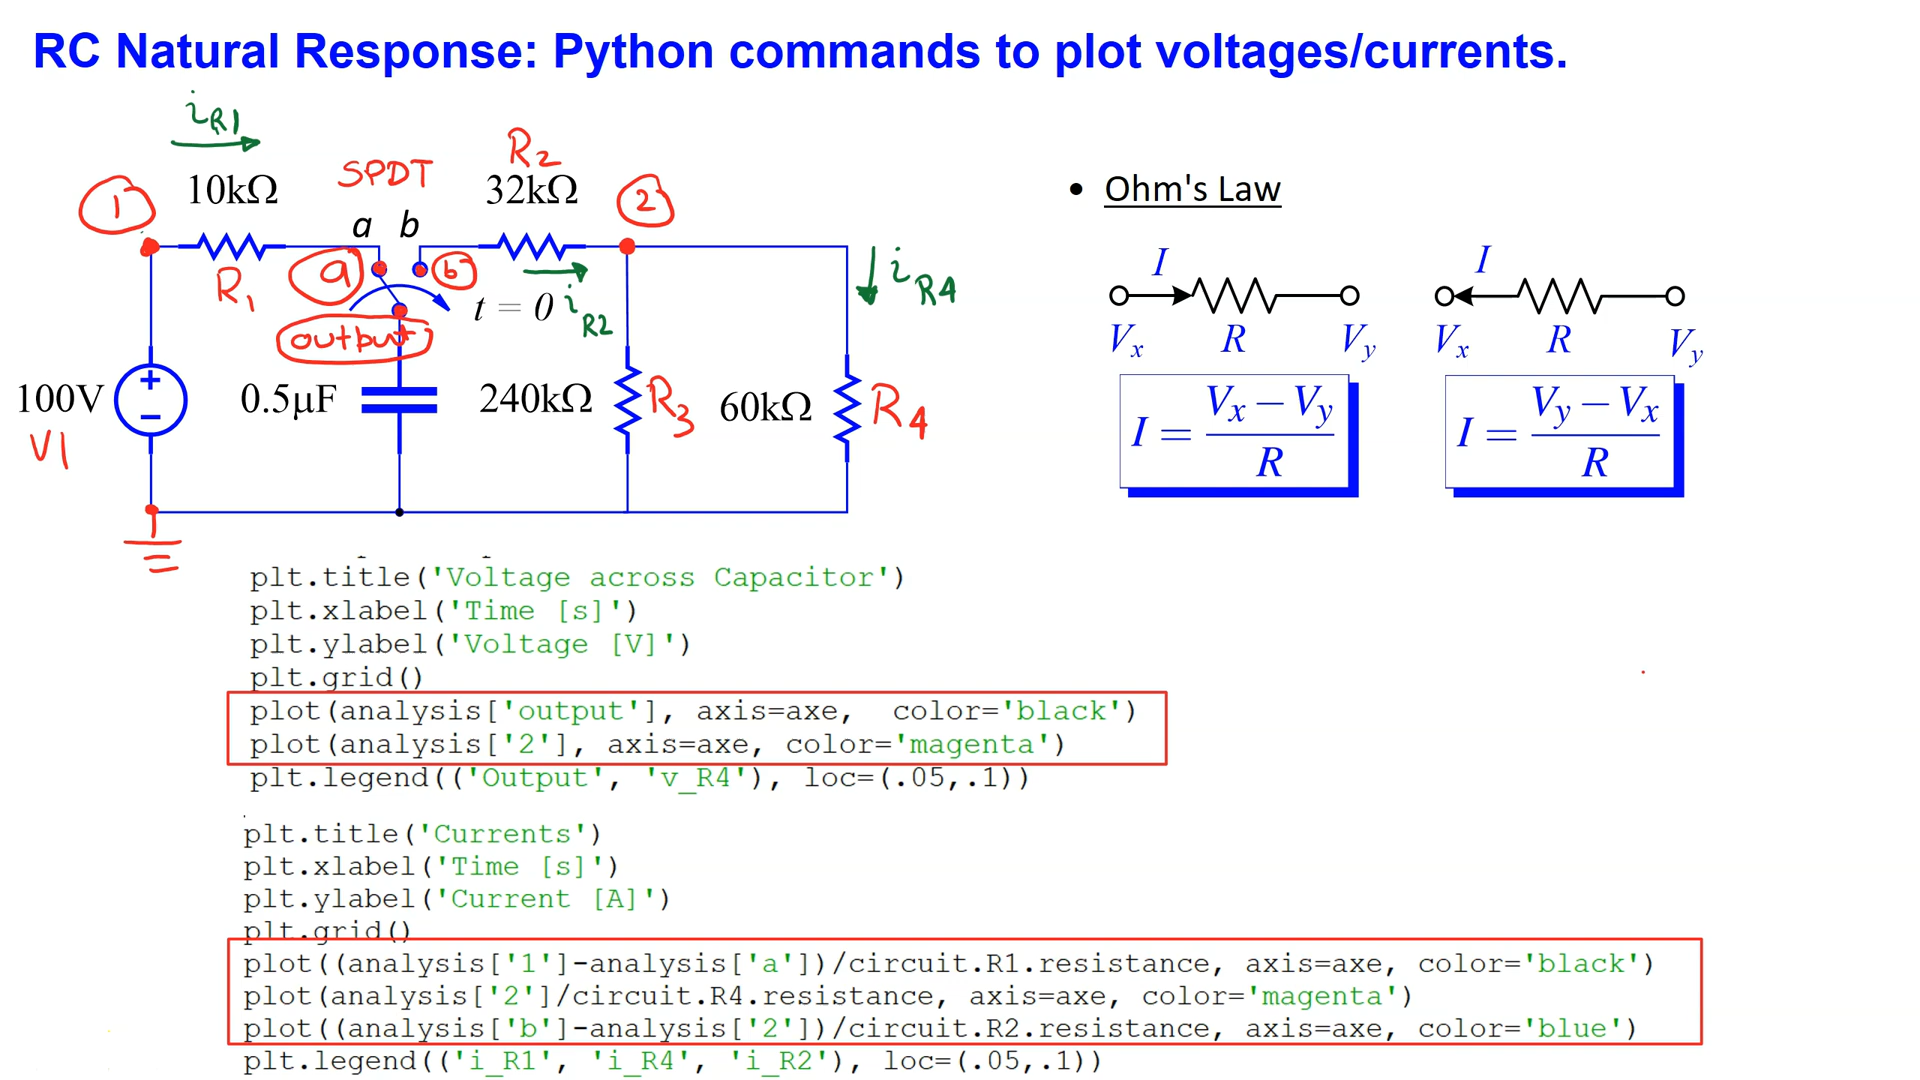 RC Natural Response: Python commands to plot voltages/currents.
iR1
SPDT
R2
1
10kΩ
32kΩ
2
a b
a
b
R1
t = 0
iR2
iR4
output
100V
V1
0.5µF
240kΩ
R3
60kΩ
R4
• Ohm's Law
I
I
Vx R Vy
Vx R Vy
I = Vx − Vy / R
I = Vy − Vx / R
plt.title('Voltage across Capacitor')
plt.xlabel('Time [s]')
plt.ylabel('Voltage [V]')
plt.grid()
plot(analysis['output'], axis=axe,  color='black')
plot(analysis['2'], axis=axe, color='magenta')
plt.legend(('Output', 'v_R4'), loc=(.05,.1))
plt.title('Currents')
plt.xlabel('Time [s]')
plt.ylabel('Current [A]')
plt.grid()
plot((analysis['1']-analysis['a'])/circuit.R1.resistance, axis=axe, color='black')
plot(analysis['2']/circuit.R4.resistance, axis=axe, color='magenta')
plot((analysis['b']-analysis['2'])/circuit.R2.resistance, axis=axe, color='blue')
plt.legend(('i_R1', 'i_R4', 'i_R2'), loc=(.05,.1))